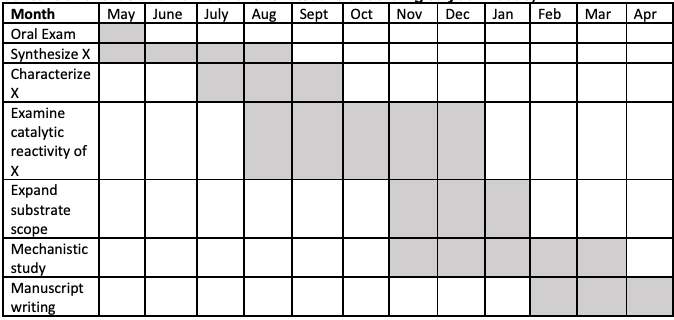 Month May June July Aug Sept Oct Nov Dec Jan Feb Mar Apr
Oral Exam
Synthesize X
Characterize
X
Examine
catalytic
reactivity of
X
Expand
substrate
scope
Mechanistic
study
Manuscript
writing